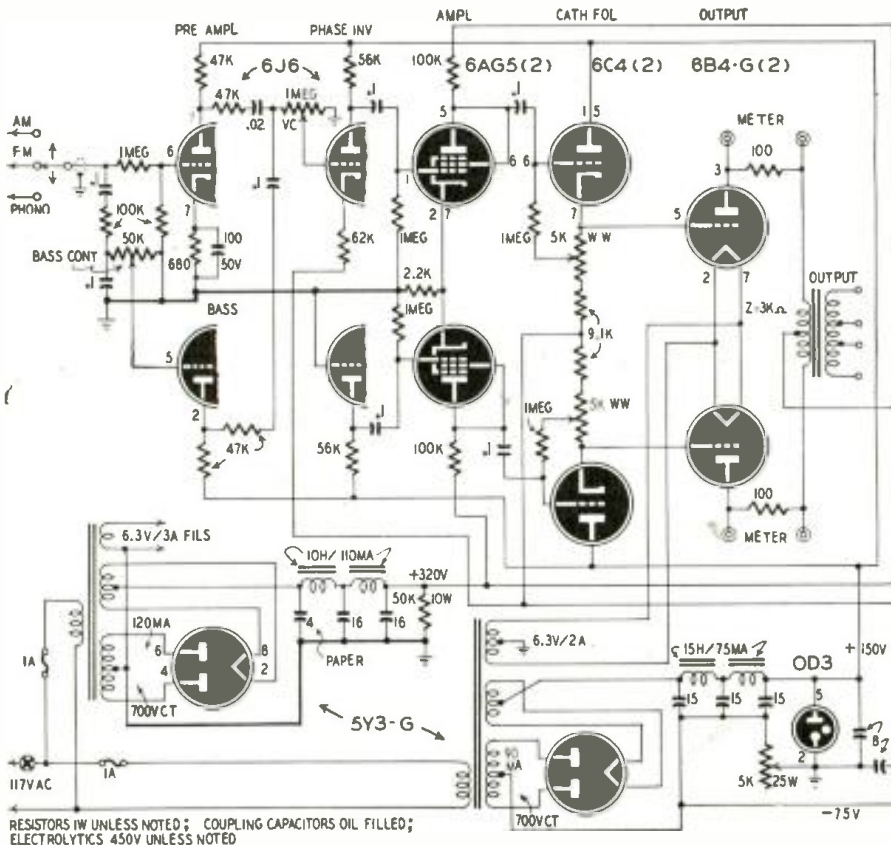 PRE AMPL
PHASE INV
AMPL
CATH FOL
OUTPUT
47K
6J6
56K
100K
6AG5(2)
6C4(2)
6B4-G(2)
47K
1MEG
.1
.1
.02
VC
5
1 5
METER
AM
FM
PHONO
1MEG
6
7
.1
.1
1
6 6
3
100
2 7
7
5
100K
50K
BASS CONT
.1
680
100
50V
62K
1MEG
2.2K
1MEG
1MEG
5K WW
2
7
Z-3KΩ
OUTPUT
9.1K
BASS
5
2
47K
56K
.1
100K
.1
1MEG
5K WW
100
METER
6.3V/3A FILS
10H/110MA
+320V
50K
10W
4
16
16
PAPER
120MA
6
4
8
2
700VCT
1A
5Y3-G
6.3V/2A
15H/75MA
OD3
+150V
15
15
15
5
2
8
90
MA
5K
25W
700VCT
-75V
117VAC
1A
RESISTORS 1W UNLESS NOTED; COUPLING CAPACITORS OIL FILLED;
ELECTROLYTICS 450V UNLESS NOTED